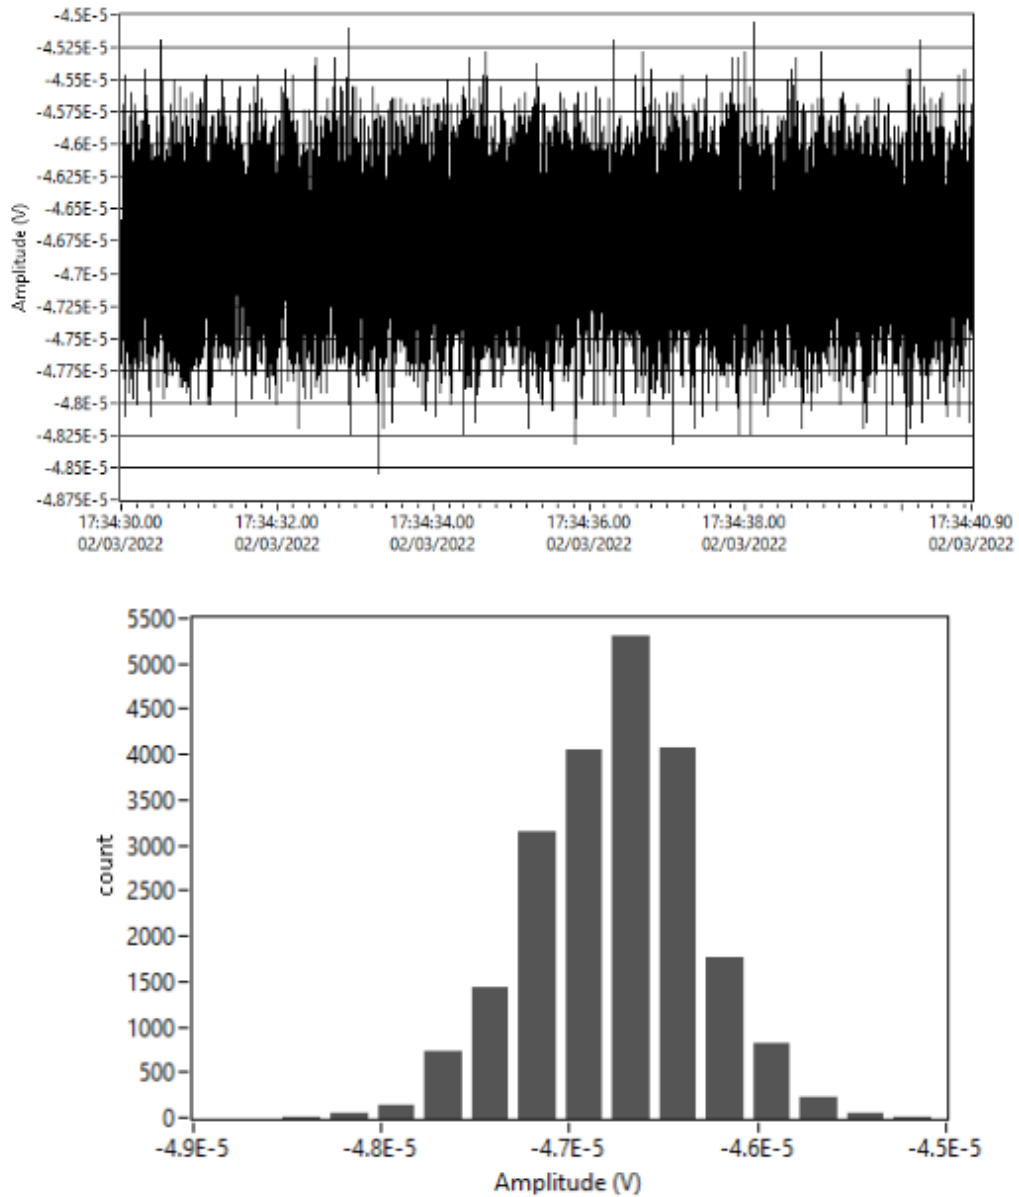 -4.5E-5
-4.525E-5
-4.55E-5
-4.575E-5
-4.6E-5
-4.625E-5
-4.65E-5
-4.675E-5
-4.7E-5
-4.725E-5
-4.75E-5
-4.775E-5
-4.8E-5
-4.825E-5
-4.85E-5
-4.875E-5
Amplitude (V)
17:34:30.00 17:34:32.00 17:34:34.00 17:34:36.00 17:34:38.00 17:34:40.90
02/03/2022 02/03/2022 02/03/2022 02/03/2022 02/03/2022 02/03/2022
5500
5000
4500
4000
3500
3000
2500
2000
1500
1000
500
0
count
-4.9E-5 -4.8E-5 -4.7E-5 -4.6E-5 -4.5E-5
Amplitude (V)